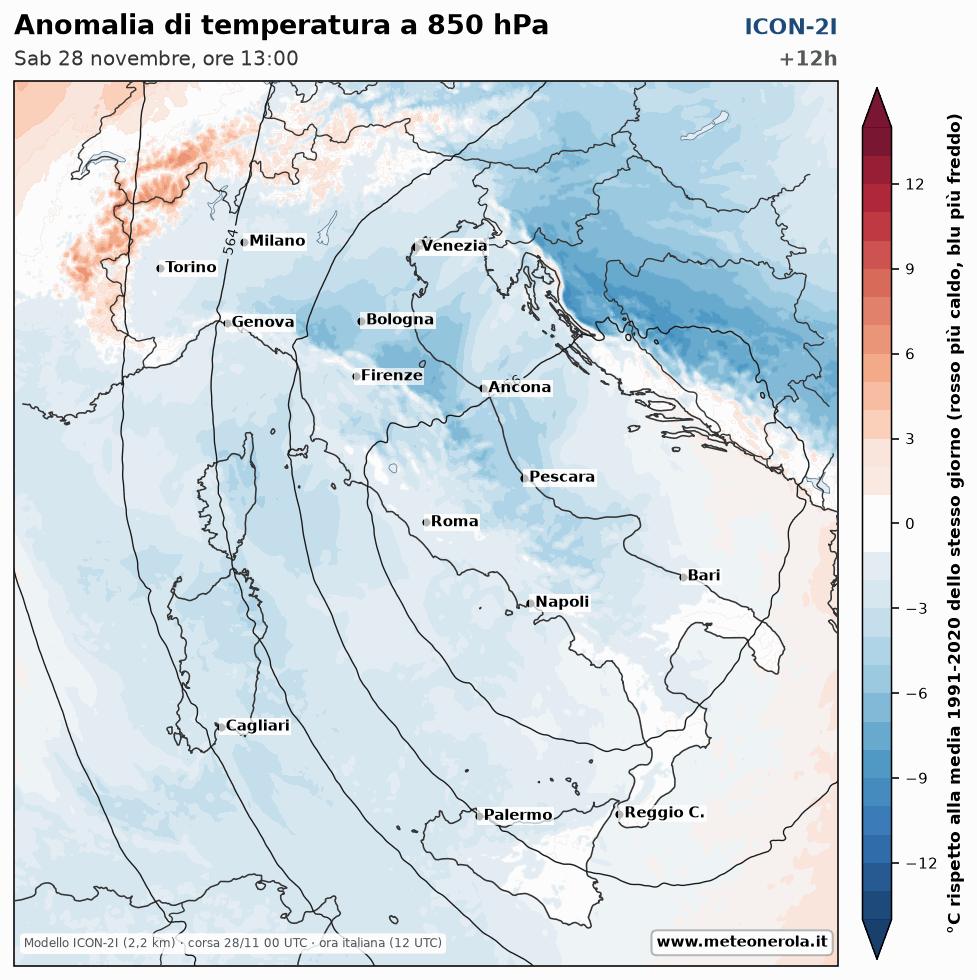 Anomalia di temperatura a 850 hPa
ICON-2I
Sab 28 novembre, ore 13:00
+12h
564
Milano
Venezia
Torino
Genova
Bologna
Firenze
Ancona
Pescara
Roma
Bari
Napoli
Cagliari
Palermo
Reggio C.
12
9
6
3
0
−3
−6
−9
−12
°C rispetto alla media 1991-2020 dello stesso giorno (rosso più caldo, blu più freddo)
Modello ICON-2I (2,2 km) · corsa 28/11 00 UTC · ora italiana (12 UTC)
www.meteonerola.it